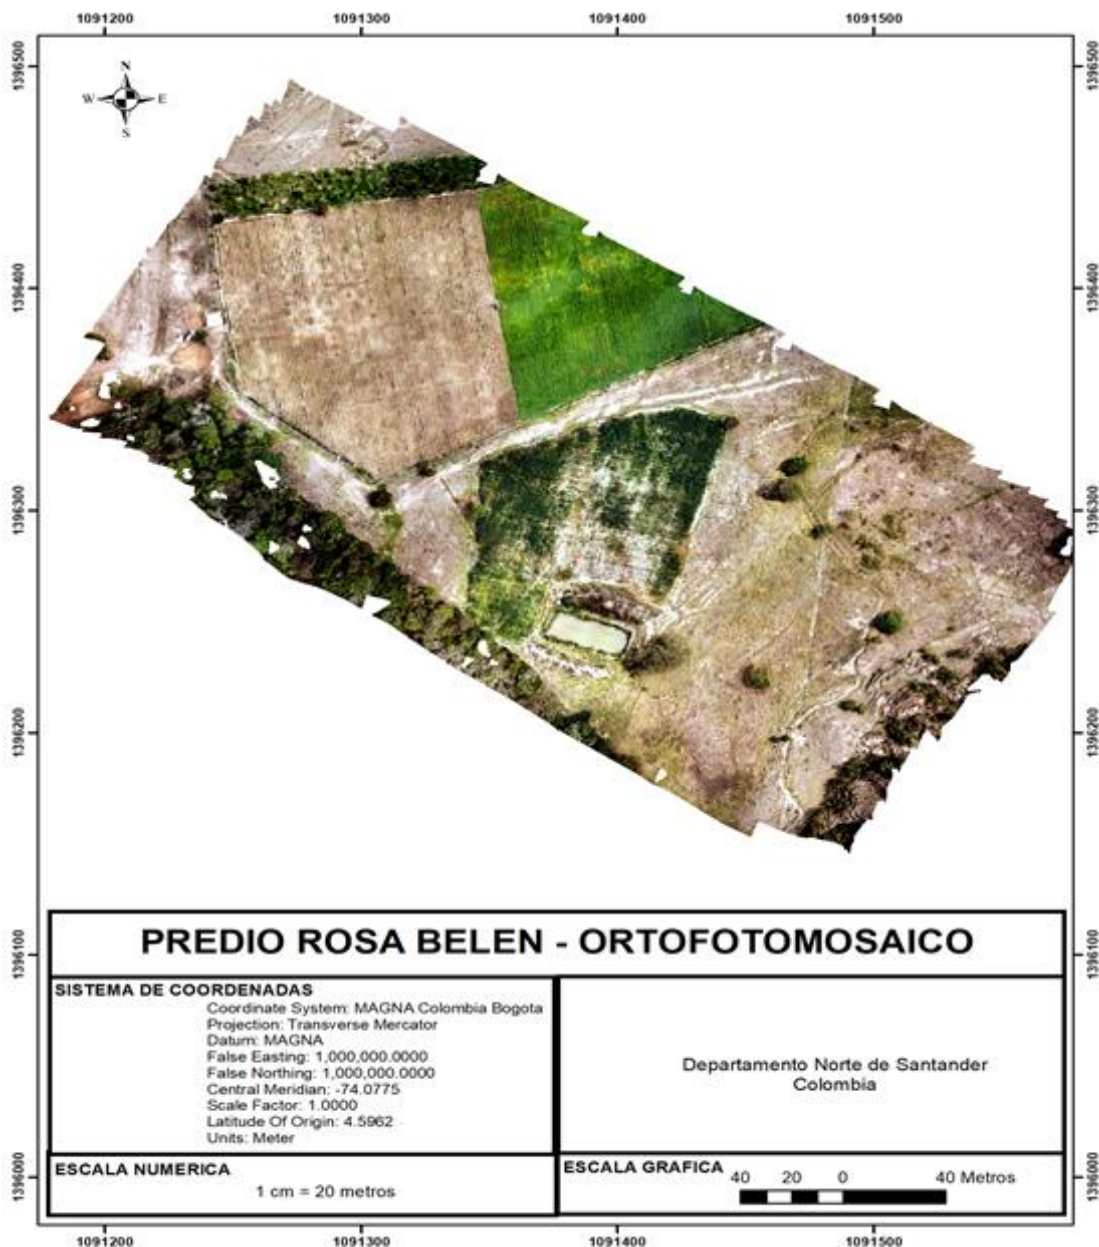 1091200 1091300 1091400 1091500
1396500 1396500
N
W E
S
1396400 1396400
1396300 1396300
1396200 1396200
PREDIO ROSA BELEN - ORTOFOTOMOSAICO
1396100 1396100
SISTEMA DE COORDENADAS
Coordinate System: MAGNA Colombia Bogota
Projection: Transverse Mercator
Datum: MAGNA
False Easting: 1,000,000.0000
False Northing: 1,000,000.0000
Central Meridian: -74.0775
Scale Factor: 1.0000
Latitude Of Origin: 4.5962
Units: Meter
Departamento Norte de Santander
Colombia
ESCALA NUMERICA
1 cm = 20 metros
ESCALA GRAFICA
40 20 0 40 Metros
1396000 1396000
1091200 1091300 1091400 1091500